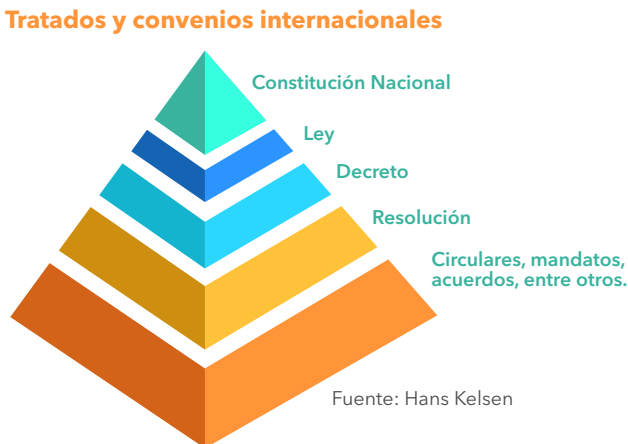 Tratados y convenios internacionales
Constitución Nacional
Ley
Decreto
Resolución
Circulares, mandatos,
acuerdos, entre otros.
Fuente: Hans Kelsen